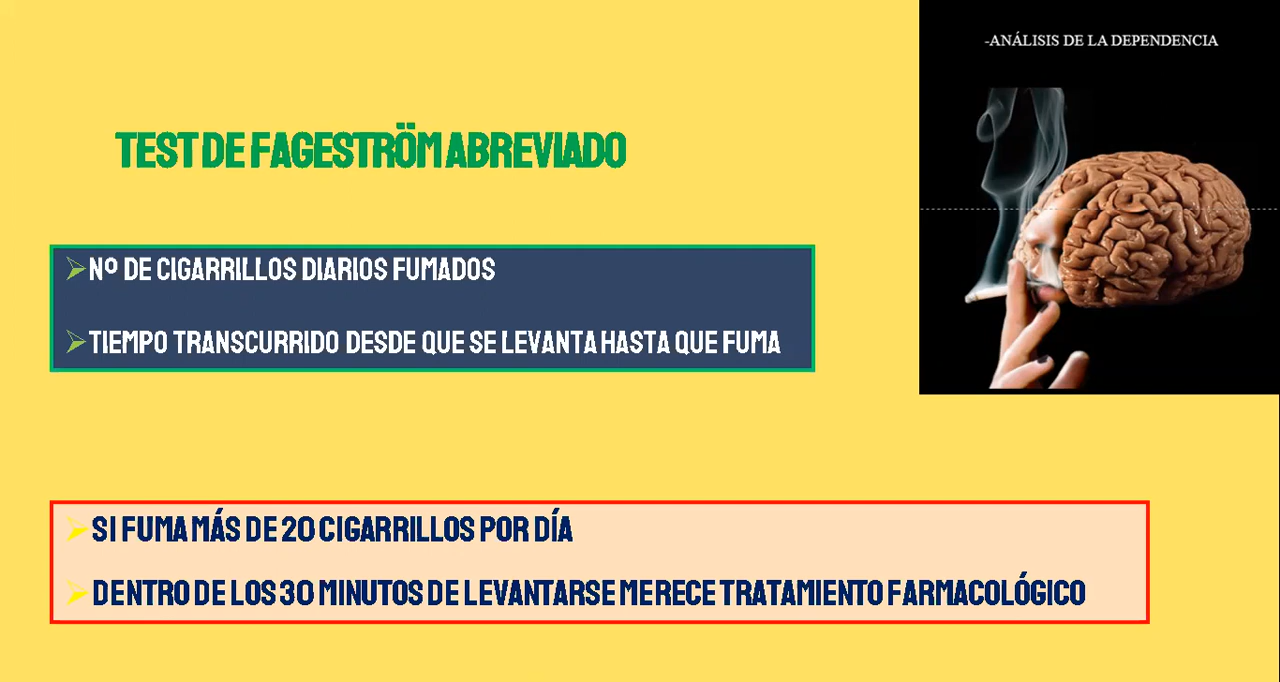 -ANÁLISIS DE LA DEPENDENCIA
TEST DE FAGESTRÖM ABREVIADO
➢Nº DE CIGARRILLOS DIARIOS FUMADOS
➢TIEMPO TRANSCURRIDO DESDE QUE SE LEVANTA HASTA QUE FUMA
➢SI FUMA MÁS DE 20 CIGARRILLOS POR DÍA
➢DENTRO DE LOS 30 MINUTOS DE LEVANTARSE MERECE TRATAMIENTO FARMACOLÓGICO